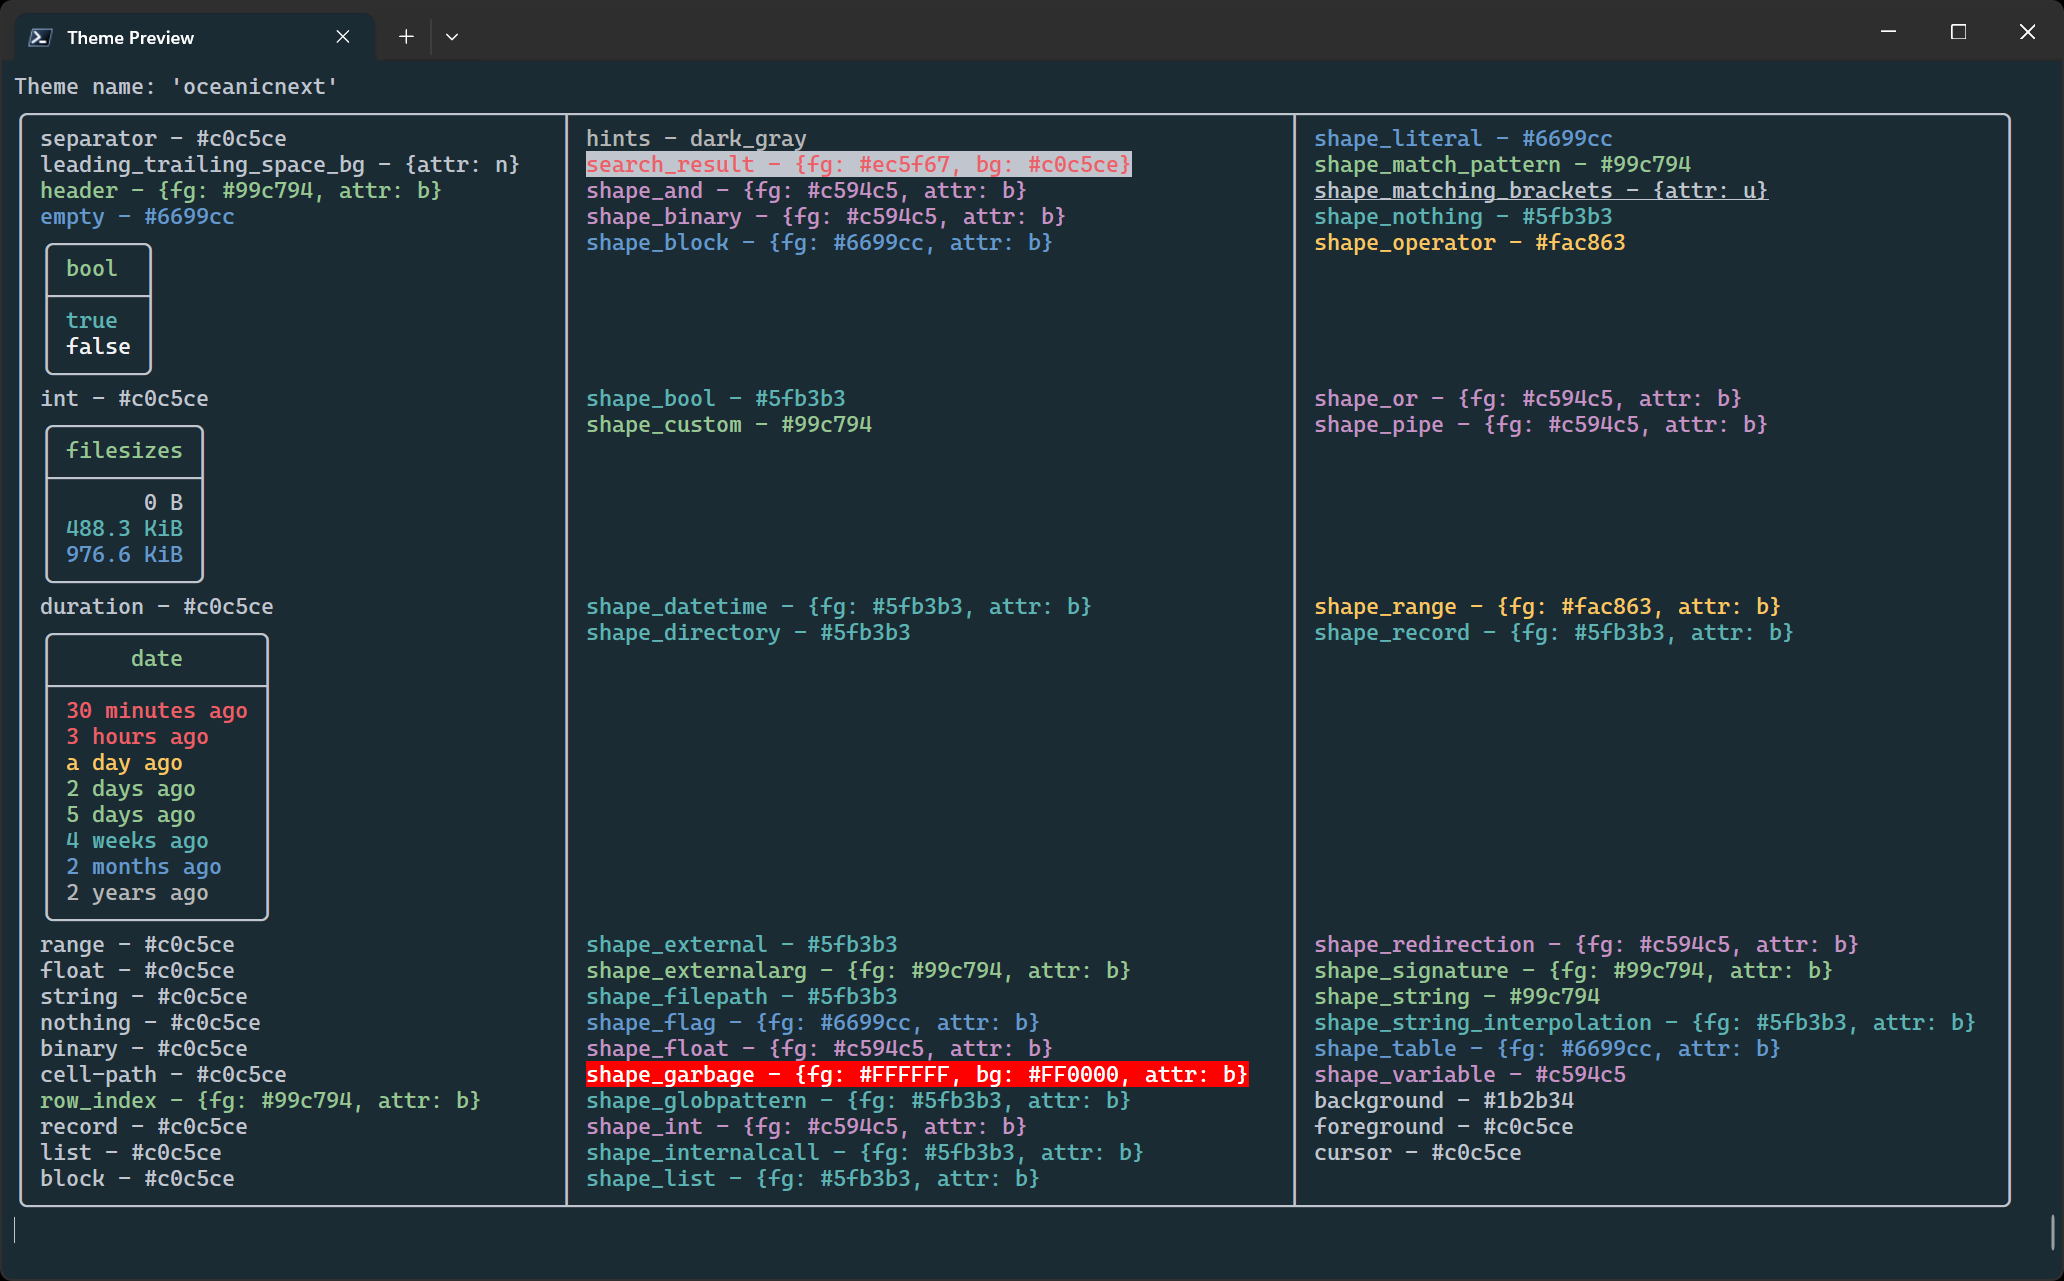 Theme Preview
Theme name: 'oceanicnext'
separator - #c0c5ce
leading_trailing_space_bg - {attr: n}
header - {fg: #99c794, attr: b}
empty - #6699cc
bool
true
false
int - #c0c5ce
filesizes
0 B
488.3 KiB
976.6 KiB
duration - #c0c5ce
date
30 minutes ago
3 hours ago
a day ago
2 days ago
5 days ago
4 weeks ago
2 months ago
2 years ago
range - #c0c5ce
float - #c0c5ce
string - #c0c5ce
nothing - #c0c5ce
binary - #c0c5ce
cell-path - #c0c5ce
row_index - {fg: #99c794, attr: b}
record - #c0c5ce
list - #c0c5ce
block - #c0c5ce
hints - dark_gray
search_result - {fg: #ec5f67, bg: #c0c5ce}
shape_and - {fg: #c594c5, attr: b}
shape_binary - {fg: #c594c5, attr: b}
shape_block - {fg: #6699cc, attr: b}
shape_bool - #5fb3b3
shape_custom - #99c794
shape_datetime - {fg: #5fb3b3, attr: b}
shape_directory - #5fb3b3
shape_external - #5fb3b3
shape_externalarg - {fg: #99c794, attr: b}
shape_filepath - #5fb3b3
shape_flag - {fg: #6699cc, attr: b}
shape_float - {fg: #c594c5, attr: b}
shape_garbage - {fg: #FFFFFF, bg: #FF0000, attr: b}
shape_globpattern - {fg: #5fb3b3, attr: b}
shape_int - {fg: #c594c5, attr: b}
shape_internalcall - {fg: #5fb3b3, attr: b}
shape_list - {fg: #5fb3b3, attr: b}
shape_literal - #6699cc
shape_match_pattern - #99c794
shape_matching_brackets - {attr: u}
shape_nothing - #5fb3b3
shape_operator - #fac863
shape_or - {fg: #c594c5, attr: b}
shape_pipe - {fg: #c594c5, attr: b}
shape_range - {fg: #fac863, attr: b}
shape_record - {fg: #5fb3b3, attr: b}
shape_redirection - {fg: #c594c5, attr: b}
shape_signature - {fg: #99c794, attr: b}
shape_string - #99c794
shape_string_interpolation - {fg: #5fb3b3, attr: b}
shape_table - {fg: #6699cc, attr: b}
shape_variable - #c594c5
background - #1b2b34
foreground - #c0c5ce
cursor - #c0c5ce